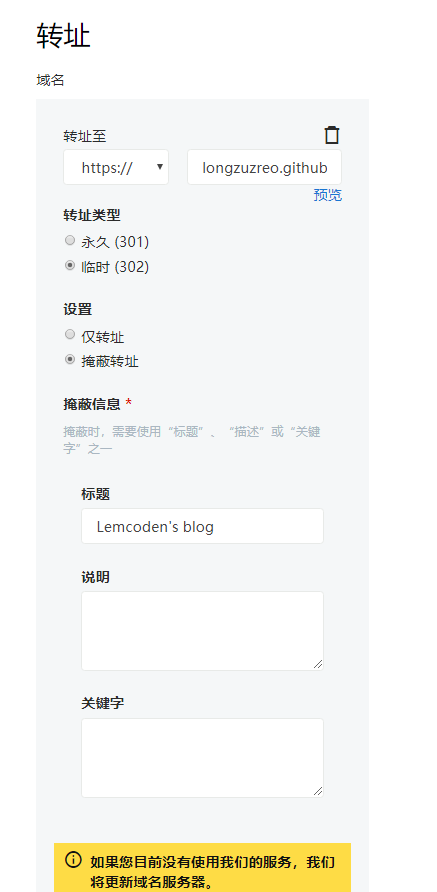 转址
域名
转址至
https://
longzuzreo.github
预览
转址类型
永久 (301)
临时 (302)
设置
仅转址
掩蔽转址
掩蔽信息 *
掩蔽时，需要使用“标题”、“描述”或“关键
字”之一
标题
Lemcoden's blog
说明
关键字
如果您目前没有使用我们的服务，我们
将更新域名服务器。